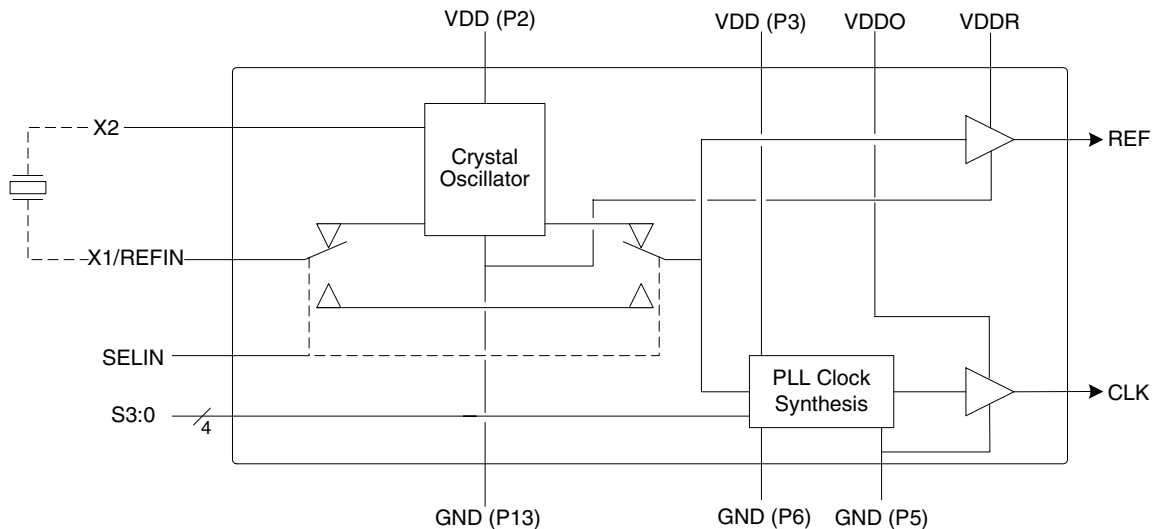 VDD (P2)
VDD (P3)
VDDO
VDDR
X2
Crystal
Oscillator
REF
X1/REFIN
SELIN
PLL Clock
Synthesis
CLK
S3:0
4
GND (P13)
GND (P6)
GND (P5)